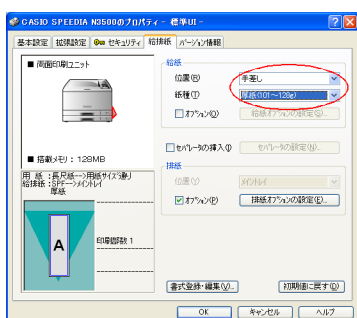 CASIO SPEEDIA N3500のプロパティ - 標準UI -
基本設定 拡張設定 セキュリティ 給排紙 バージョン情報
■ 両面印刷ユニット
給紙
位置(R) 手差し
紙種(T) 厚紙(101～128g)
オプション(Q) 給紙オプションの設定(G)...
セパレータの挿入(I) セパレータの設定(N)...
■ 搭載メモリ : 128MB
用 紙 :長尺紙-->用紙サイズ通り
給排紙 :SPF-->メイントレイ
厚紙
排紙
位置(Y) メイントレイ
オプション(P) 排紙オプションの設定(E)...
A
印刷部数 1
書式登録・編集(V)... 初期値に戻す(D)
OK キャンセル ヘルプ